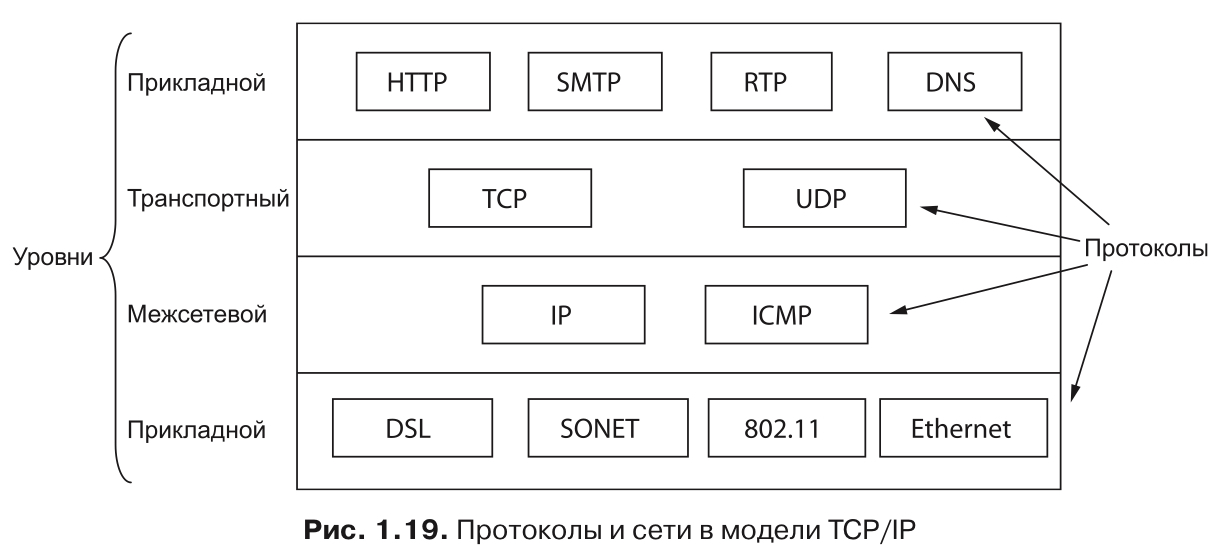 Прикладной
HTTP
SMTP
RTP
DNS
Транспортный
TCP
UDP
Уровни
Протоколы
Межсетевой
IP
ICMP
Прикладной
DSL
SONET
802.11
Ethernet
Рис. 1.19. Протоколы и сети в модели TCP/IP